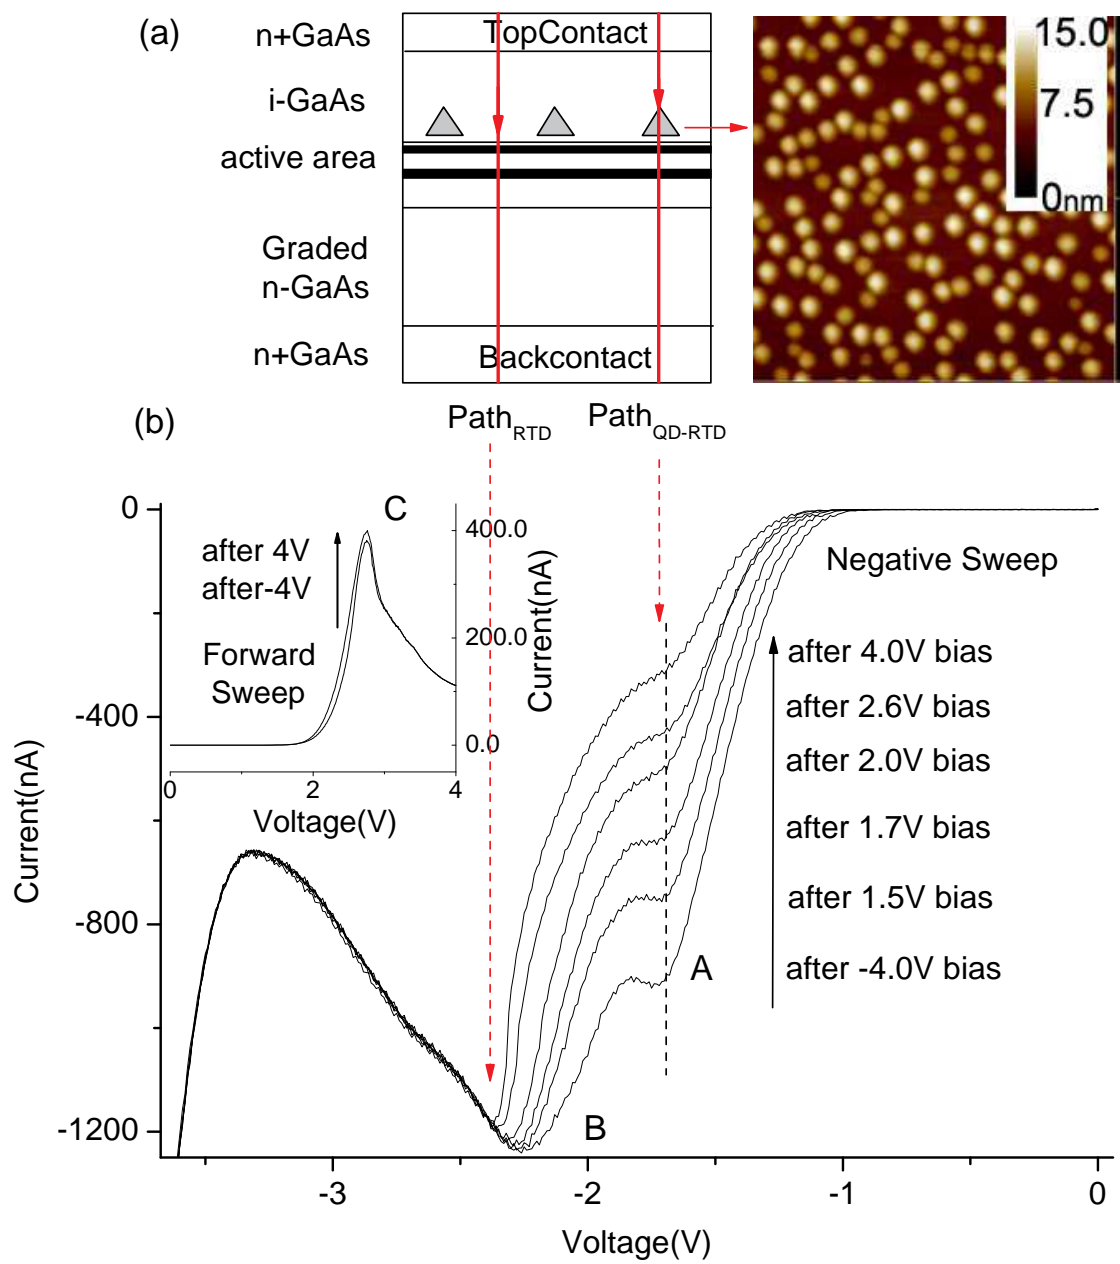 (a)
n+GaAs
TopContact
i-GaAs
active area
Graded
n-GaAs
n+GaAs
Backcontact
15.0
7.5
0nm
PathRTD
PathQD-RTD
(b)
0
-400
-800
-1200
Current(nA)
C
after 4V
after-4V
Forward
Sweep
400.0
200.0
0.0
Current(nA)
0
2
4
Voltage(V)
Negative Sweep
after 4.0V bias
after 2.6V bias
after 2.0V bias
after 1.7V bias
after 1.5V bias
after -4.0V bias
A
B
-3
-2
-1
0
Voltage(V)